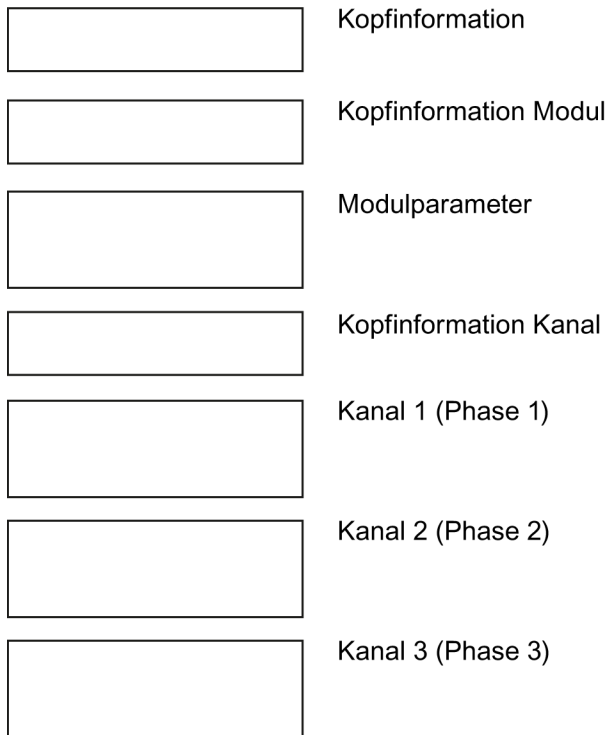 Kopfinformation
Kopfinformation Modul
Modulparameter
Kopfinformation Kanal
Kanal 1 (Phase 1)
Kanal 2 (Phase 2)
Kanal 3 (Phase 3)